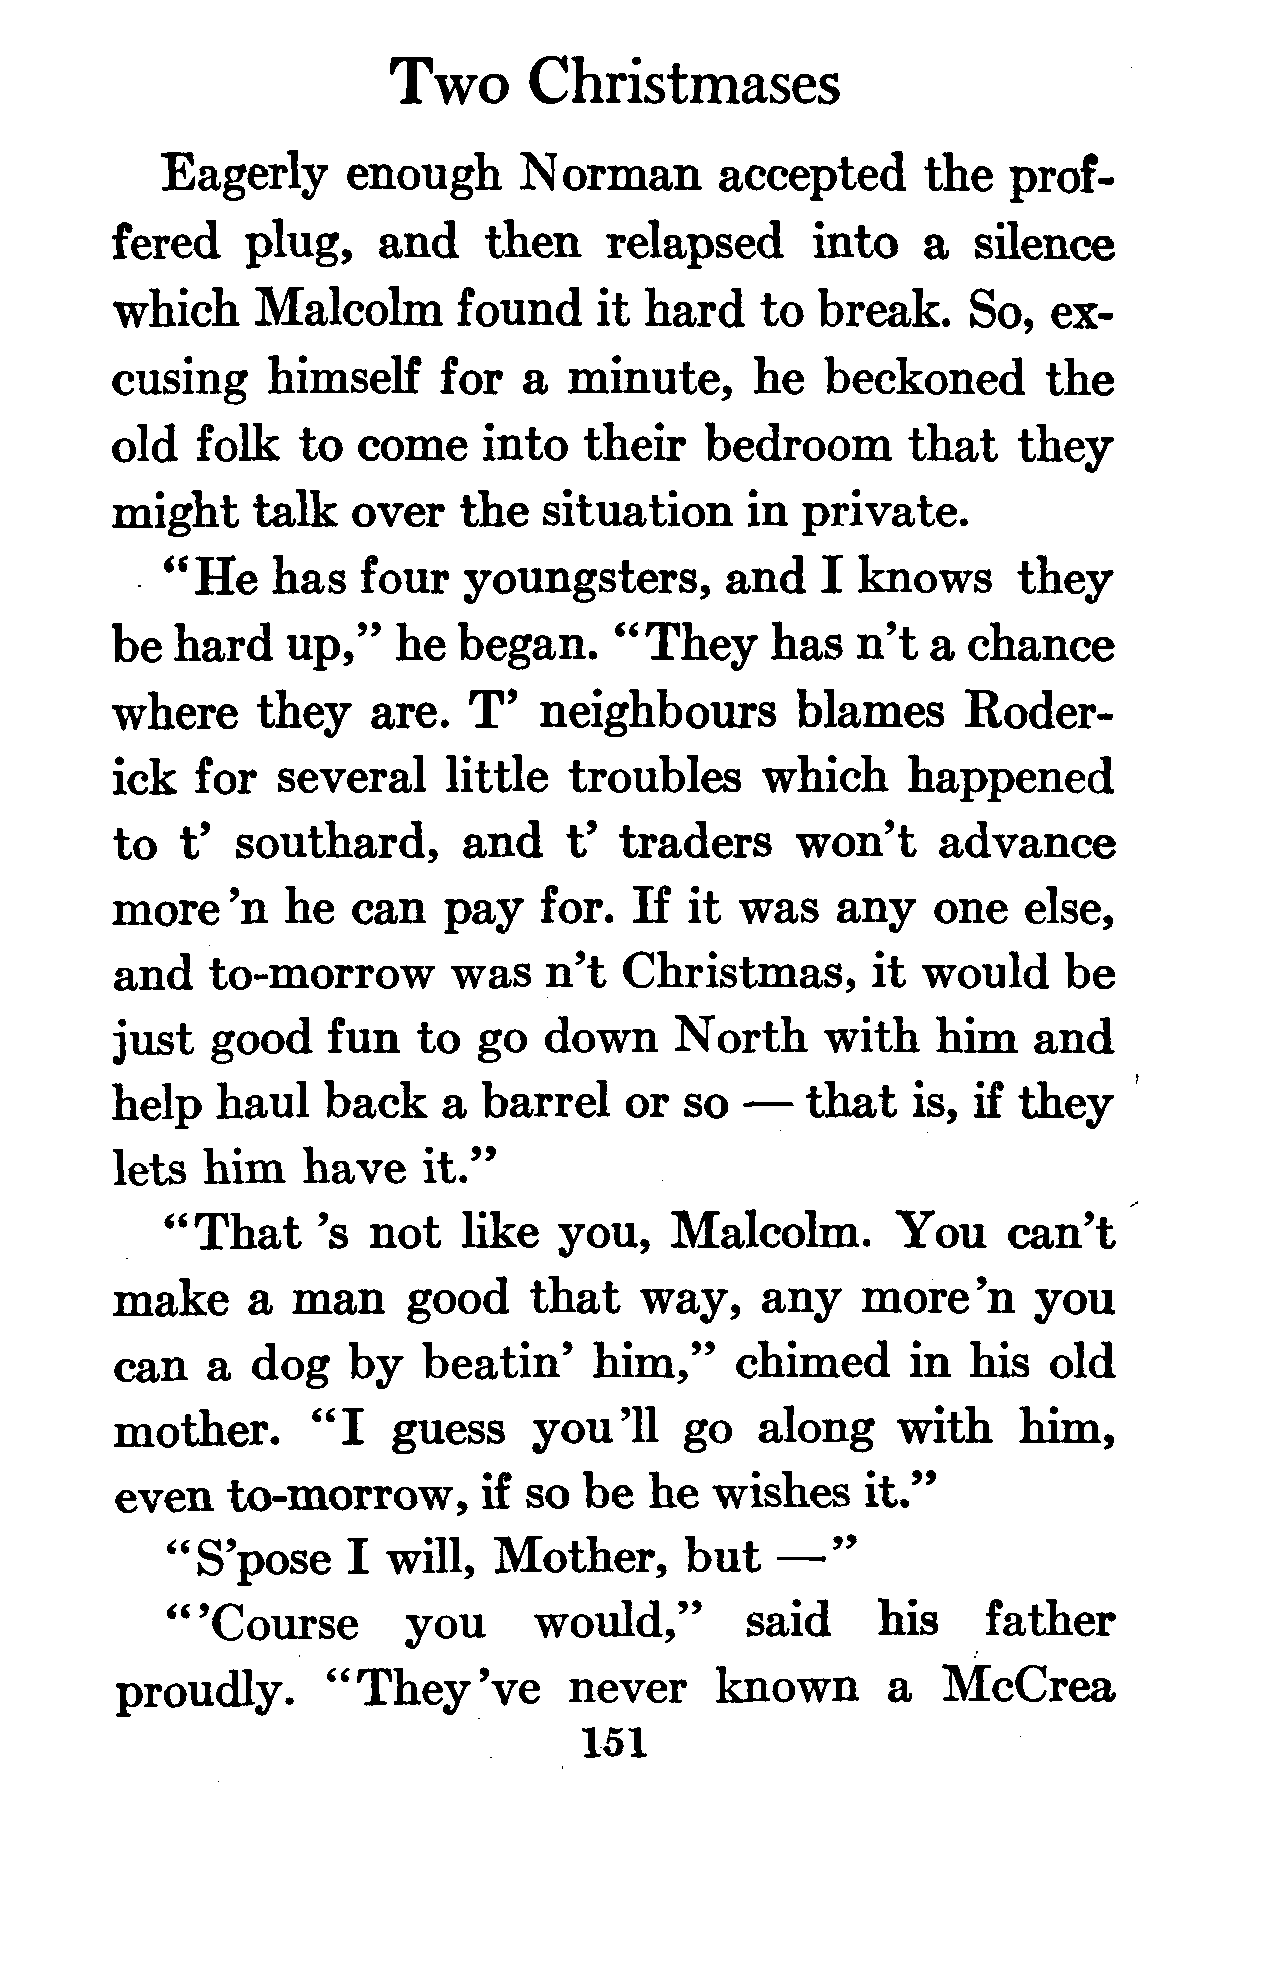 Two Christmases
Eagerly enough Norman accepted the prof-
fered plug, and then relapsed into a silence
which Malcolm found it hard to break. So, ex-
cusing himself for a minute, he beckoned the
old folk to come into their bedroom that they
might talk over the situation in private.
“He has four youngsters, and I knows they
be hard up,” he began. “They has n’t a chance
where they are. T’ neighbours blames Roder-
ick for several little troubles which happened
to t’ southard, and t’ traders won’t advance
more ’n he can pay for. If it was any one else,
and to-morrow was n’t Christmas, it would be
just good fun to go down North with him and
help haul back a barrel or so — that is, if they
lets him have it.”
“That ’s not like you, Malcolm. You can’t
make a man good that way, any more ’n you
can a dog by beatin’ him,” chimed in his old
mother. “I guess you ’ll go along with him,
even to-morrow, if so be he wishes it.”
“S’pose I will, Mother, but —”
“’Course you would,” said his father
proudly. “They ’ve never known a McCrea
151